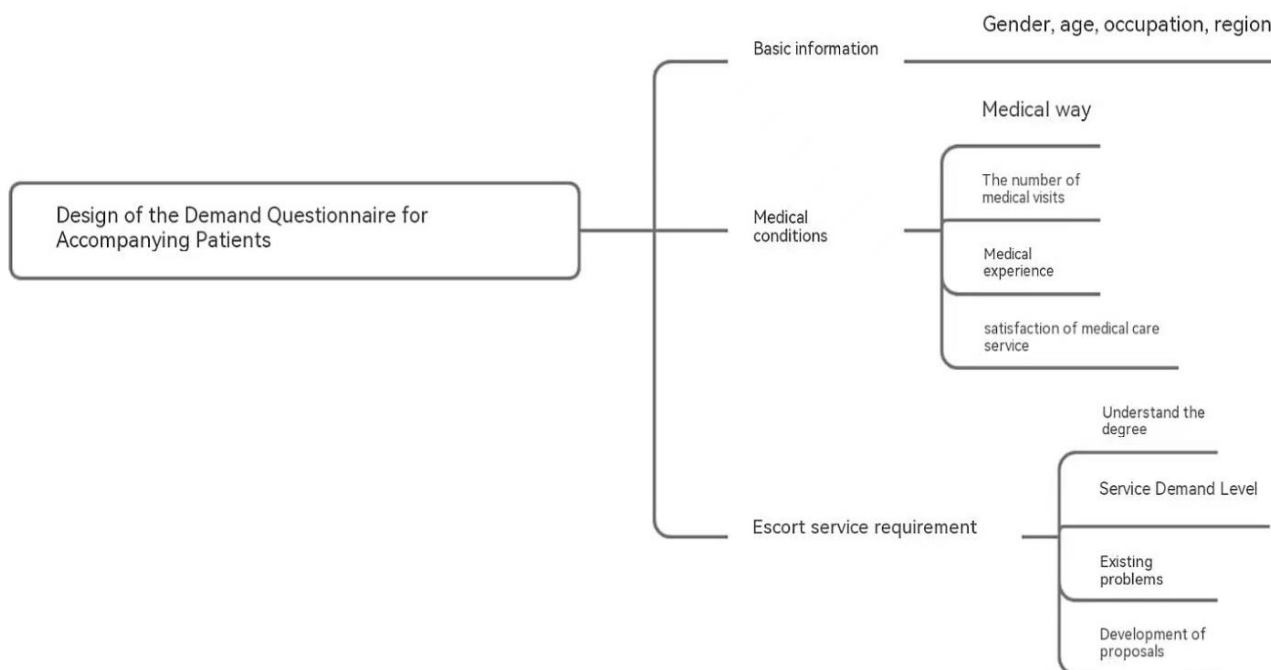 Gender, age, occupation, region
Basic information
Medical way
The number of
medical visits
Design of the Demand Questionnaire for
Accompanying Patients
Medical
conditions
Medical
experience
satisfaction of medical care
service
Understand the
degree
Service Demand Level
Escort service requirement
Existing
problems
Development of
proposals